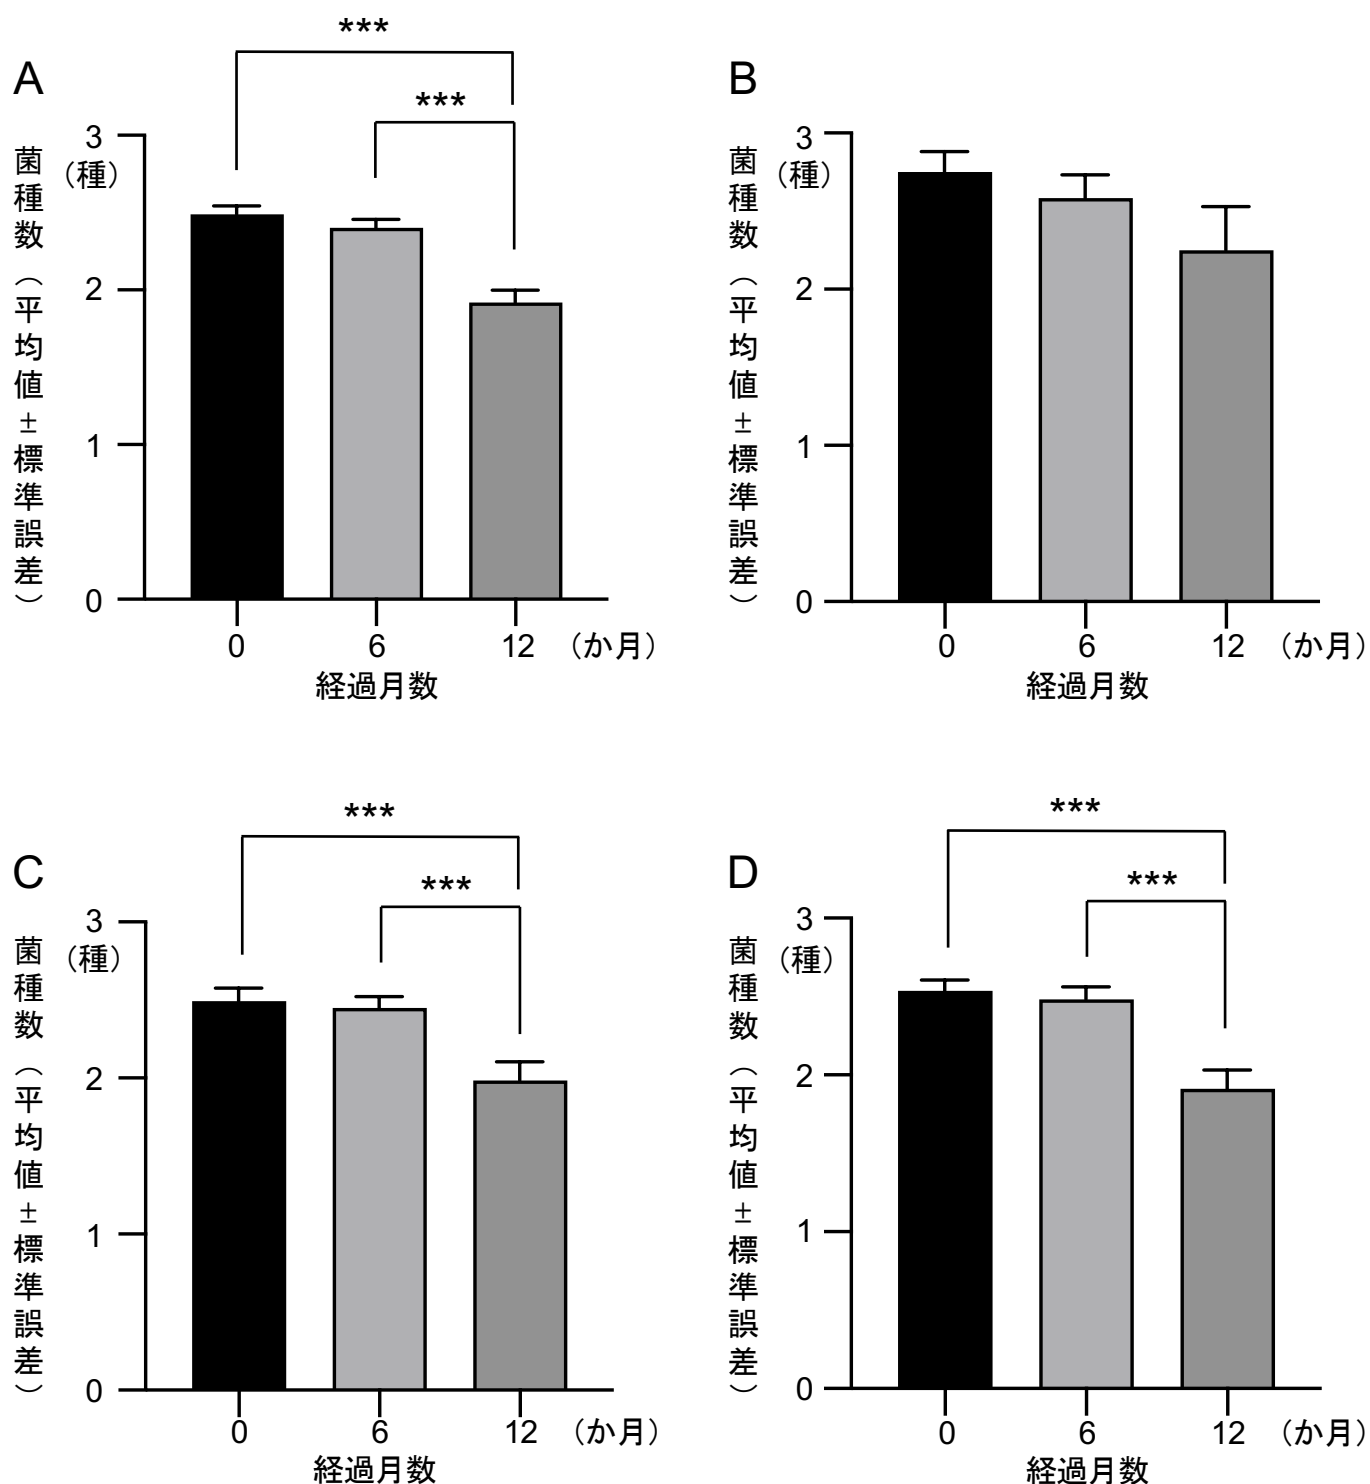 A
***
***
菌種数（平均値±標準誤差）
3
（種）
2
1
0
0 6 12 （か月）
経過月数
B
菌種数（平均値±標準誤差）
3
（種）
2
1
0
0 6 12 （か月）
経過月数
C
***
***
菌種数（平均値±標準誤差）
3
（種）
2
1
0
0 6 12 （か月）
経過月数
D
***
***
菌種数（平均値±標準誤差）
3
（種）
2
1
0
0 6 12 （か月）
経過月数